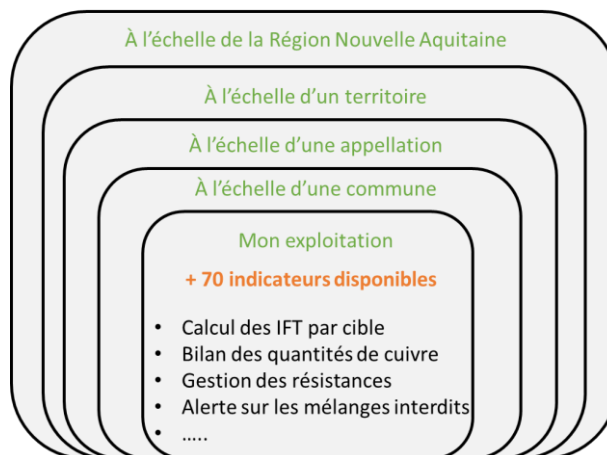 À l’échelle de la Région Nouvelle Aquitaine
À l’échelle d’un territoire
À l’échelle d’une appellation
À l’échelle d’une commune
Mon exploitation
+ 70 indicateurs disponibles
• Calcul des IFT par cible
• Bilan des quantités de cuivre
• Gestion des résistances
• Alerte sur les mélanges interdits
• …..